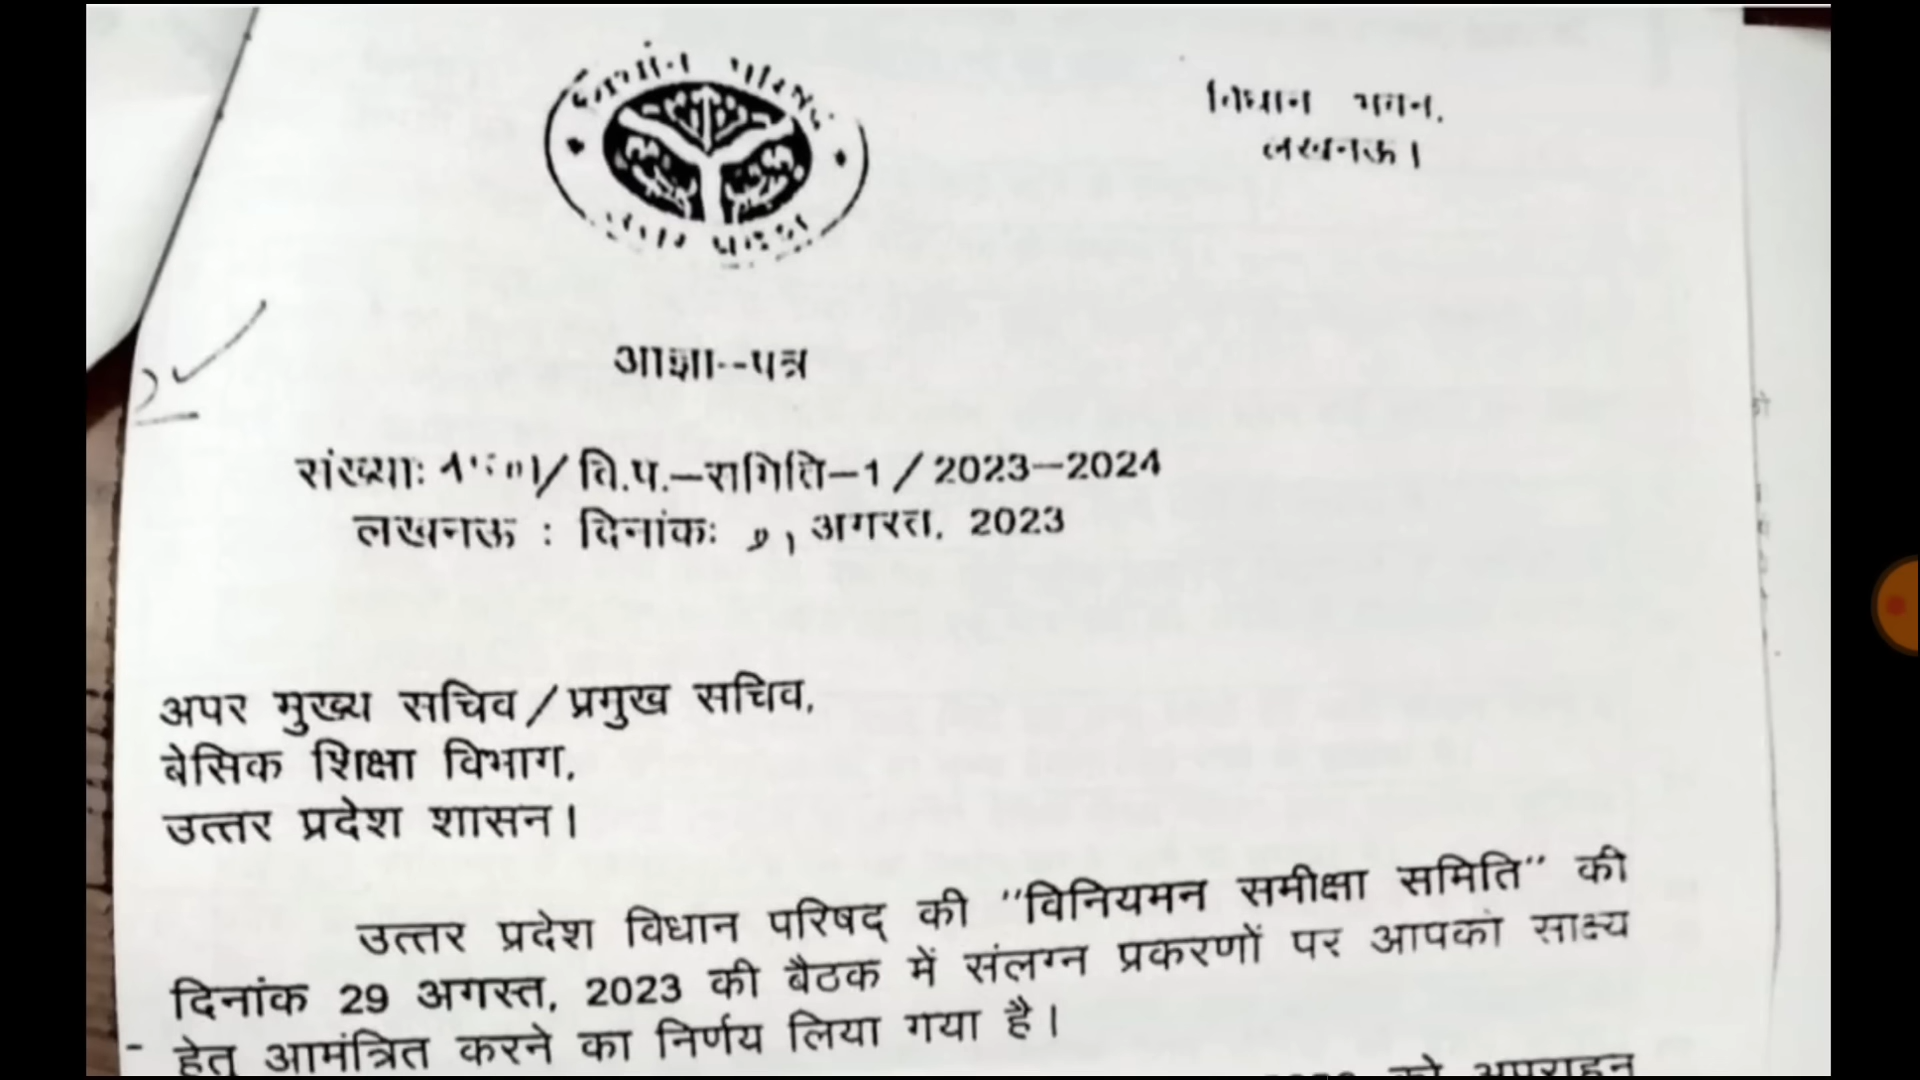 विधान भवन,
लखनऊ।
आज्ञा--पत्र
संख्याः / वि.प.–समिति–1 / 2023–2024
लखनऊ : दिनांकः अगस्त, 2023
अपर मुख्य सचिव / प्रमुख सचिव,
बेसिक शिक्षा विभाग,
उत्तर प्रदेश शासन।
उत्तर प्रदेश विधान परिषद् की "विनियमन समीक्षा समिति" की
दिनांक 29 अगस्त, 2023 की बैठक में संलग्न प्रकरणों पर आपको साक्ष्य
हेतु आमंत्रित करने का निर्णय लिया गया है।
को अपराह्न